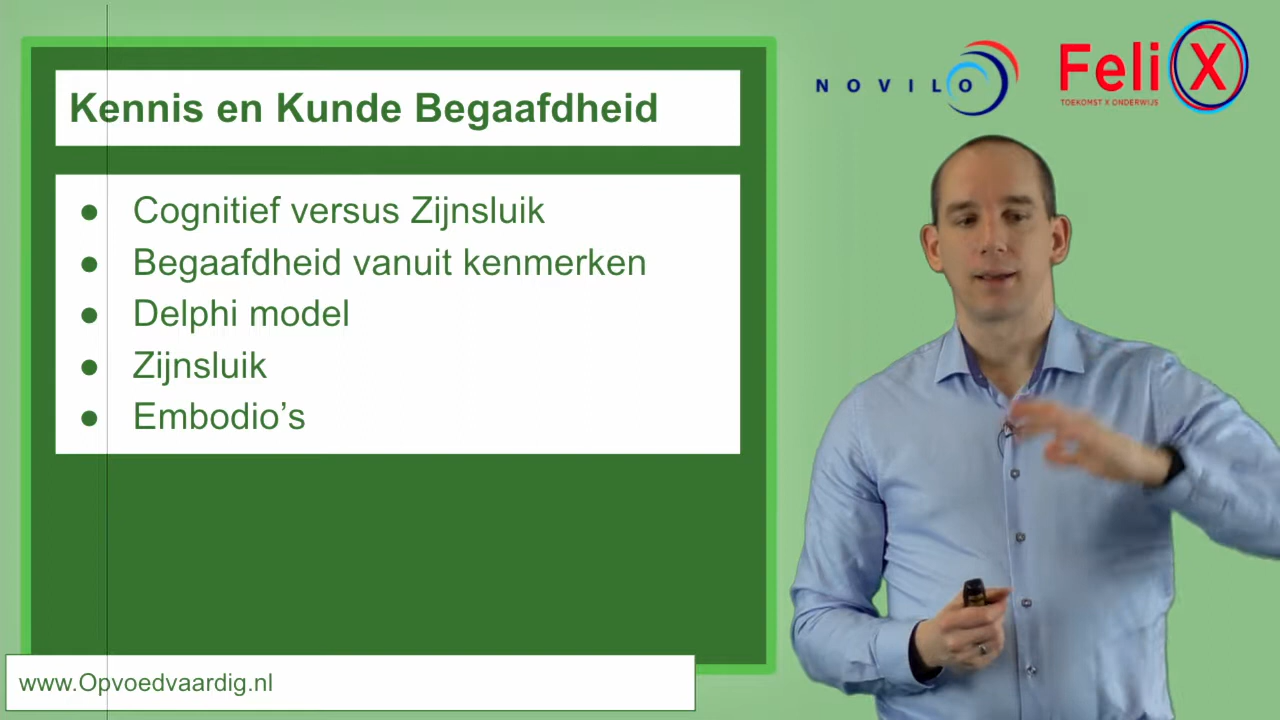 Kennis en Kunde Begaafdheid
● Cognitief versus Zijnsluik
● Begaafdheid vanuit kenmerken
● Delphi model
● Zijnsluik
● Embodio’s
www.Opvoedvaardig.nl
NOVILO
FeliX
TOEKOMST X ONDERWIJS